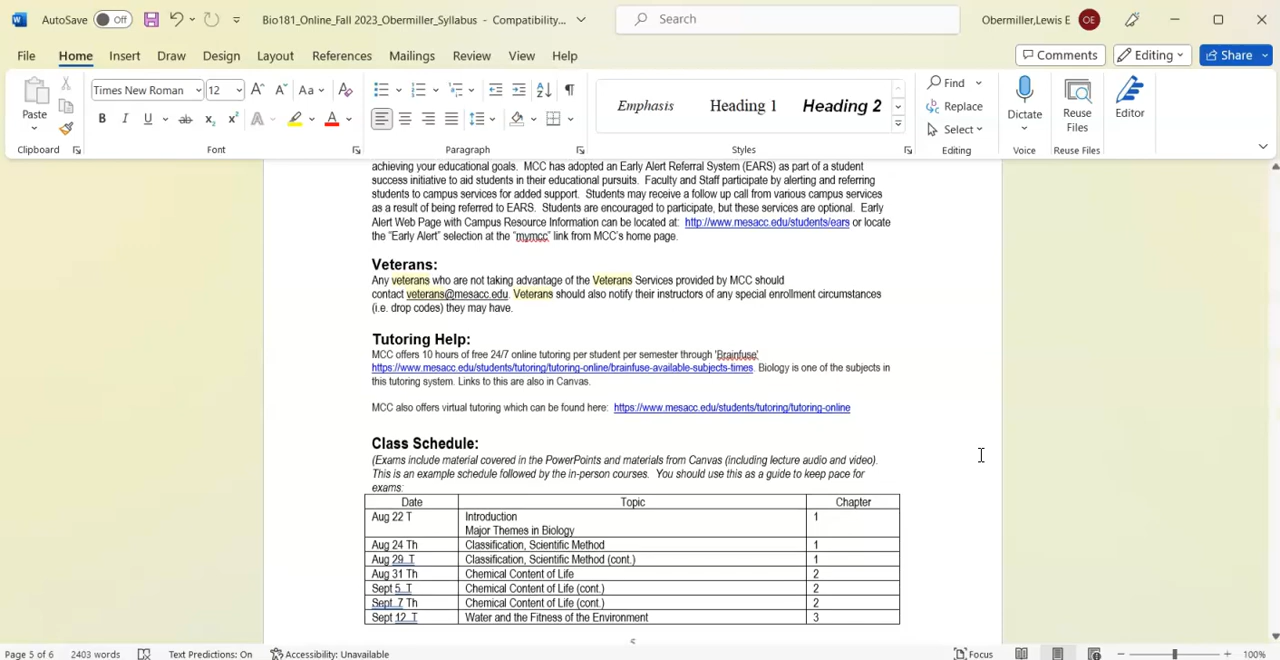 AutoSave Off Bio181_Online_Fall 2023_Obermiller_Syllabus - Compatibility... Search Obermiller,Lewis E OE
File Home Insert Draw Design Layout References Mailings Review View Help Comments Editing Share
Times New Roman 12 Aa Emphasis Heading 1 Heading 2 Find
Paste Replace Dictate Reuse Files Editor
Select
Clipboard Font Paragraph Styles Editing Voice Reuse Files
achieving your educational goals. MCC has adopted an Early Alert Referral System (EARS) as part of a student
success initiative to aid students in their educational pursuits. Faculty and Staff participate by alerting and referring
students to campus services for added support. Students may receive a follow up call from various campus services
as a result of being referred to EARS. Students are encouraged to participate, but these services are optional. Early
Alert Web Page with Campus Resource Information can be located at: http://www.mesacc.edu/students/ears or locate
the "Early Alert" selection at the "mymcc" link from MCC's home page.
Veterans:
Any veterans who are not taking advantage of the Veterans Services provided by MCC should
contact veterans@mesacc.edu. Veterans should also notify their instructors of any special enrollment circumstances
(i.e. drop codes) they may have.
Tutoring Help:
MCC offers 10 hours of free 24/7 online tutoring per student per semester through 'Brainfuse'
https://www.mesacc.edu/students/tutoring/tutoring-online/brainfuse-available-subjects-times. Biology is one of the subjects in
this tutoring system. Links to this are also in Canvas.
MCC also offers virtual tutoring which can be found here: https://www.mesacc.edu/students/tutoring/tutoring-online
Class Schedule:
(Exams include material covered in the PowerPoints and materials from Canvas (including lecture audio and video).
This is an example schedule followed by the in-person courses. You should use this as a guide to keep pace for
exams:
Date Topic Chapter
Aug 22 T Introduction 1
Major Themes in Biology
Aug 24 Th Classification, Scientific Method 1
Aug 29 T Classification, Scientific Method (cont.) 1
Aug 31 Th Chemical Content of Life 2
Sept 5 T Chemical Content of Life (cont.) 2
Sept 7 Th Chemical Content of Life (cont.) 2
Sept 12 T Water and the Fitness of the Environment 3
Page 5 of 6 2403 words Text Predictions: On Accessibility: Unavailable Focus 100%